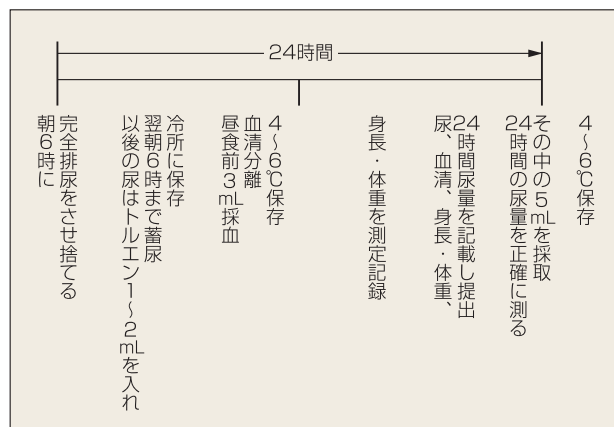 24時間
朝6時に
完全排尿をさせ捨てる
以後の尿はトルエン1～2mLを入れ
翌朝6時まで蓄尿
冷所に保存
昼食前3mL採血
血清分離
4～6℃保存
身長・体重を測定記録
尿、血清、身長・体重、
24時間尿量を記載し提出
24時間の尿量を正確に測る
その中の5mLを採取
4～6℃保存